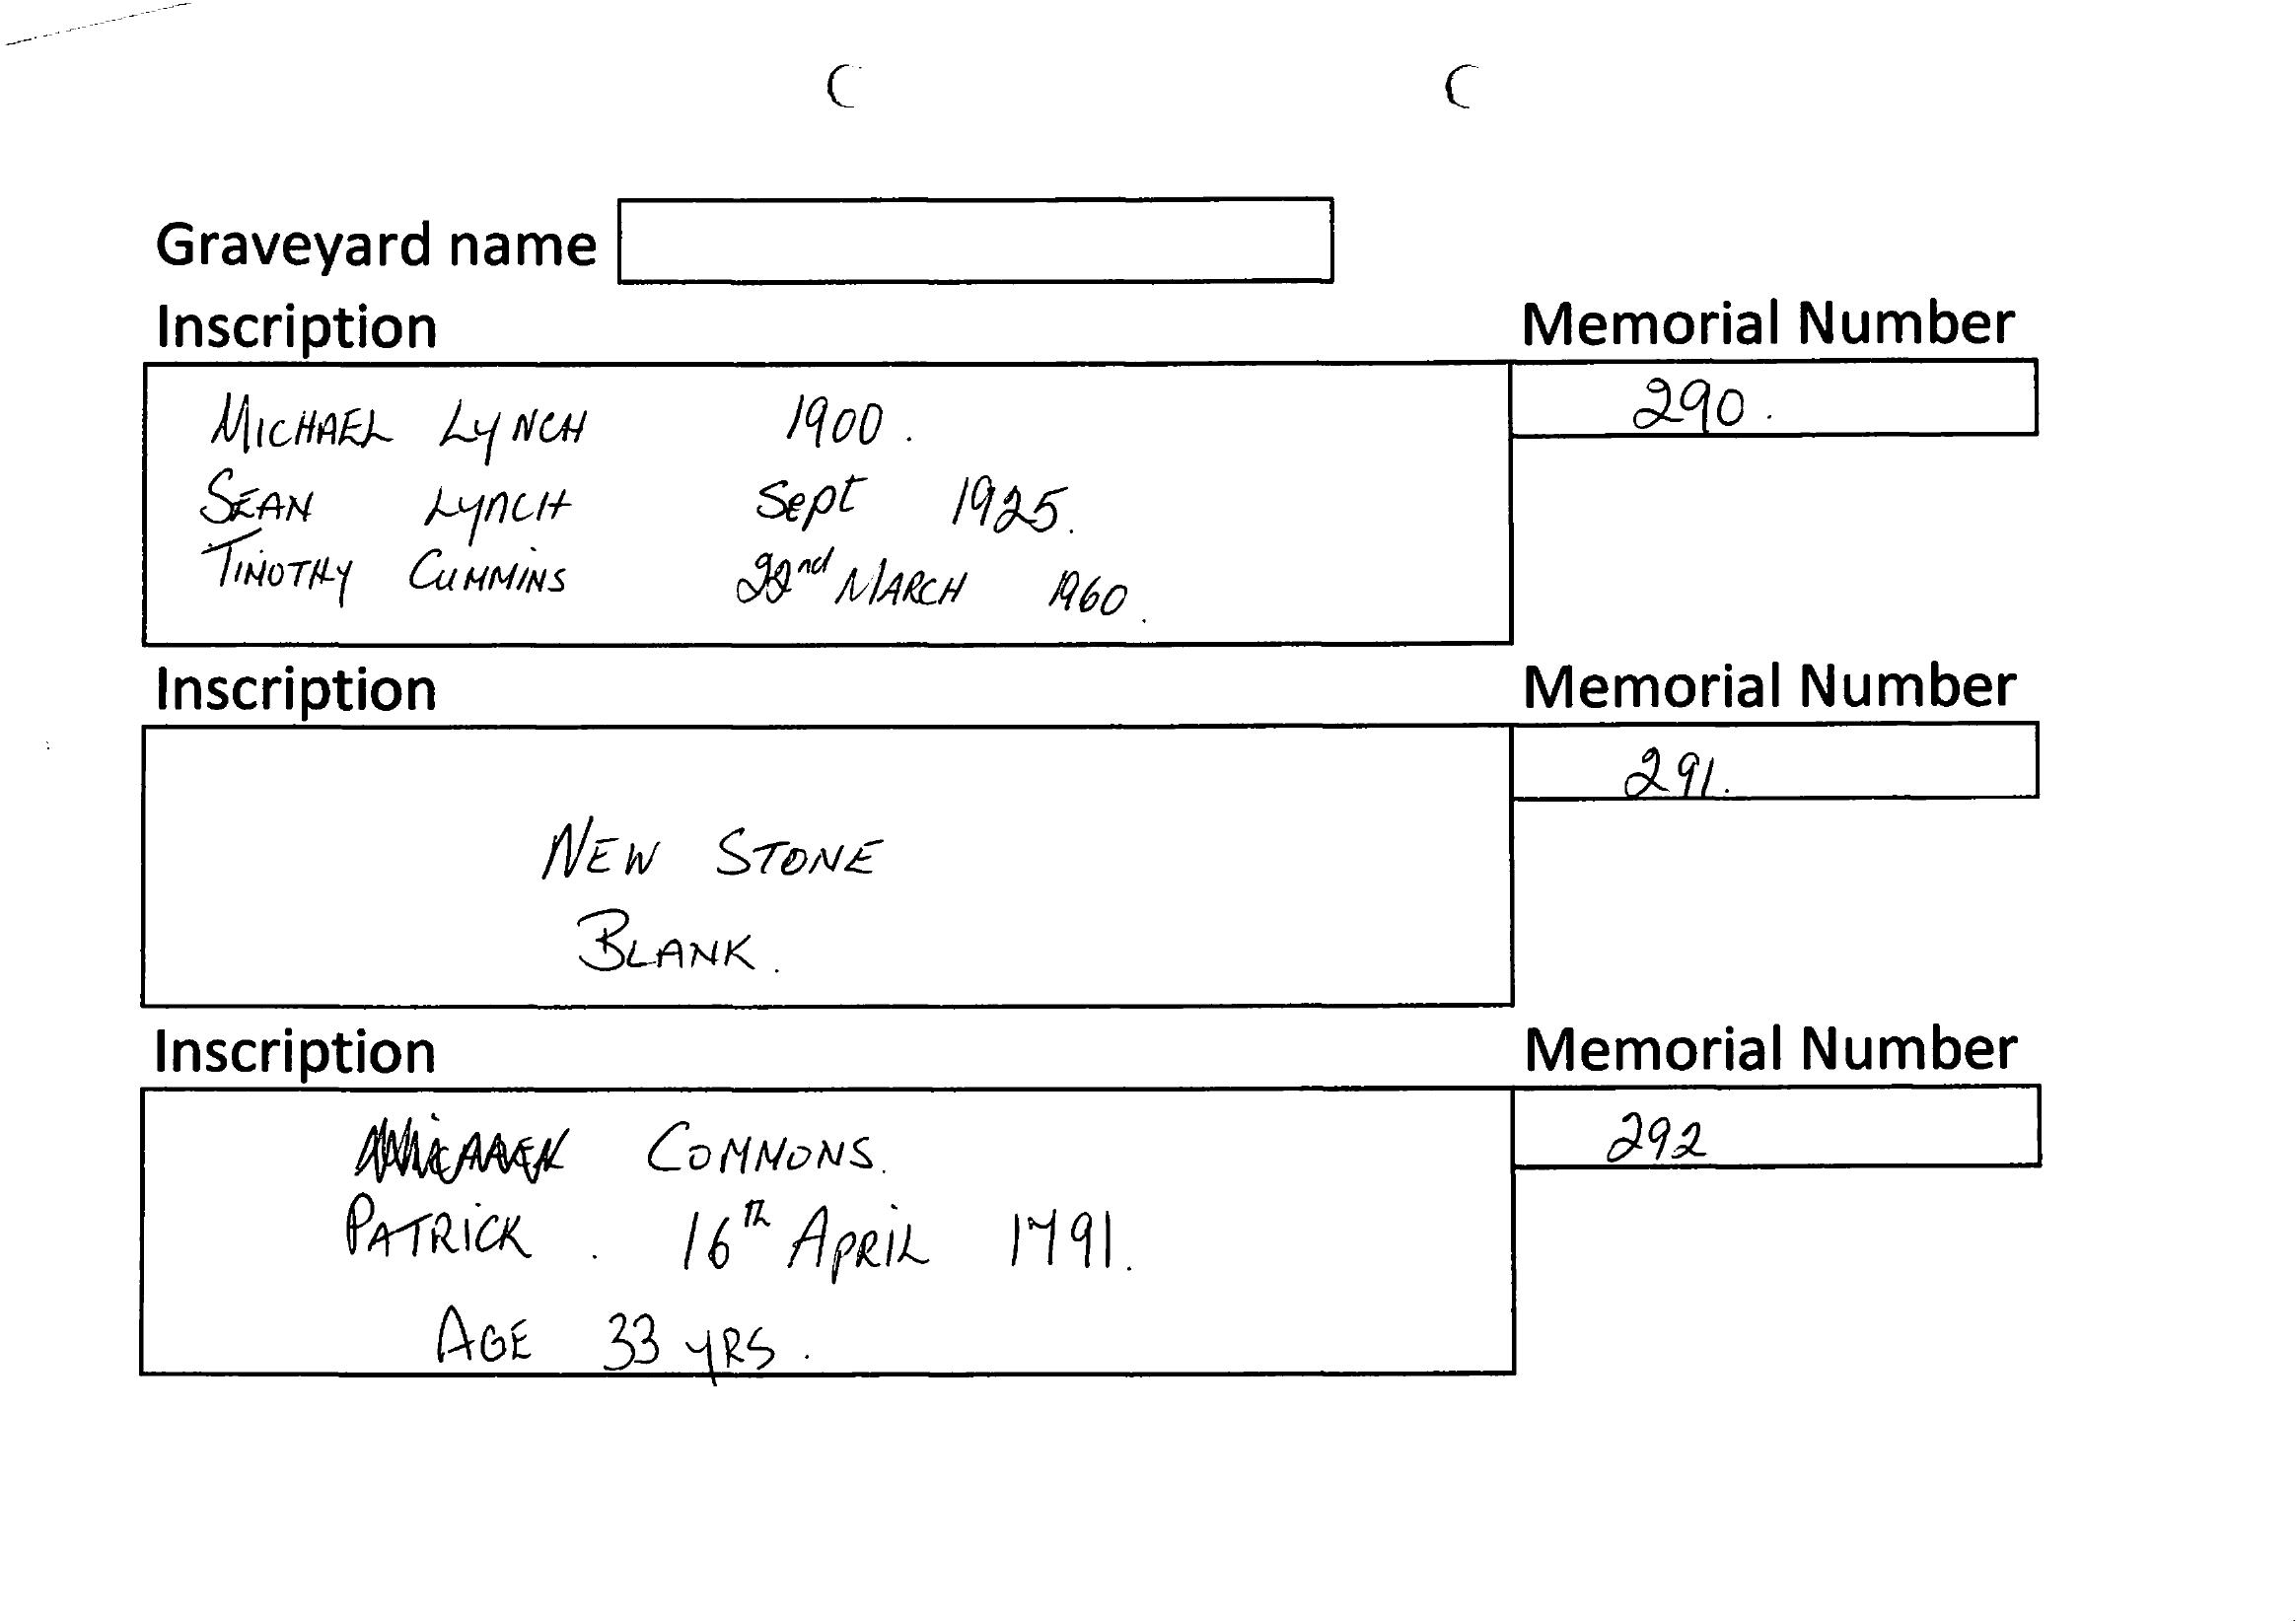 Graveyard name
Inscription Memorial Number
MICHAEL LYNCH 1900. 290.
SEAN LYNCH Sept 1925.
TIMOTHY CUMMINS 22nd MARCH 1960.
Inscription Memorial Number
291.
NEW STONE
BLANK.
Inscription Memorial Number
COMMONS. 292
PATRICK . 16th APRIL 1791.
AGE 33 YRS.